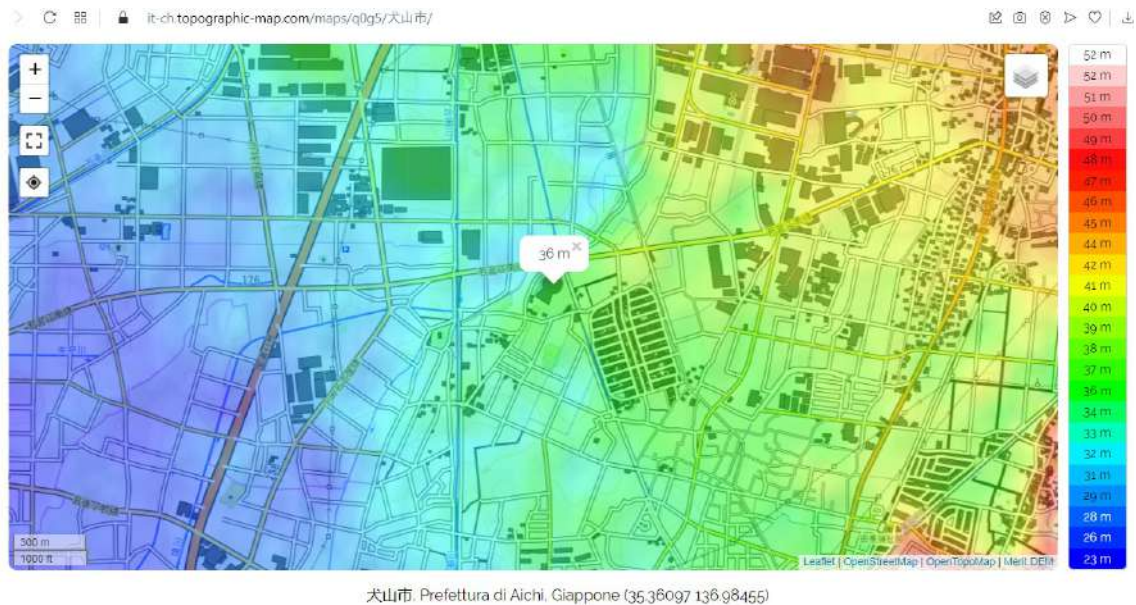 it-ch.topographic-map.com/maps/q0g5/犬山市/
+
−
36 m
×
176
300 m
1000 ft
52 m
52 m
51 m
50 m
49 m
48 m
47 m
46 m
45 m
44 m
42 m
41 m
40 m
39 m
38 m
37 m
36 m
34 m
33 m
32 m
31 m
29 m
28 m
26 m
23 m
Leaflet | OpenStreetMap | OpenTopoMap | Merit DEM
犬山市, Prefettura di Aichi, Giappone (35.36097 136.98455)